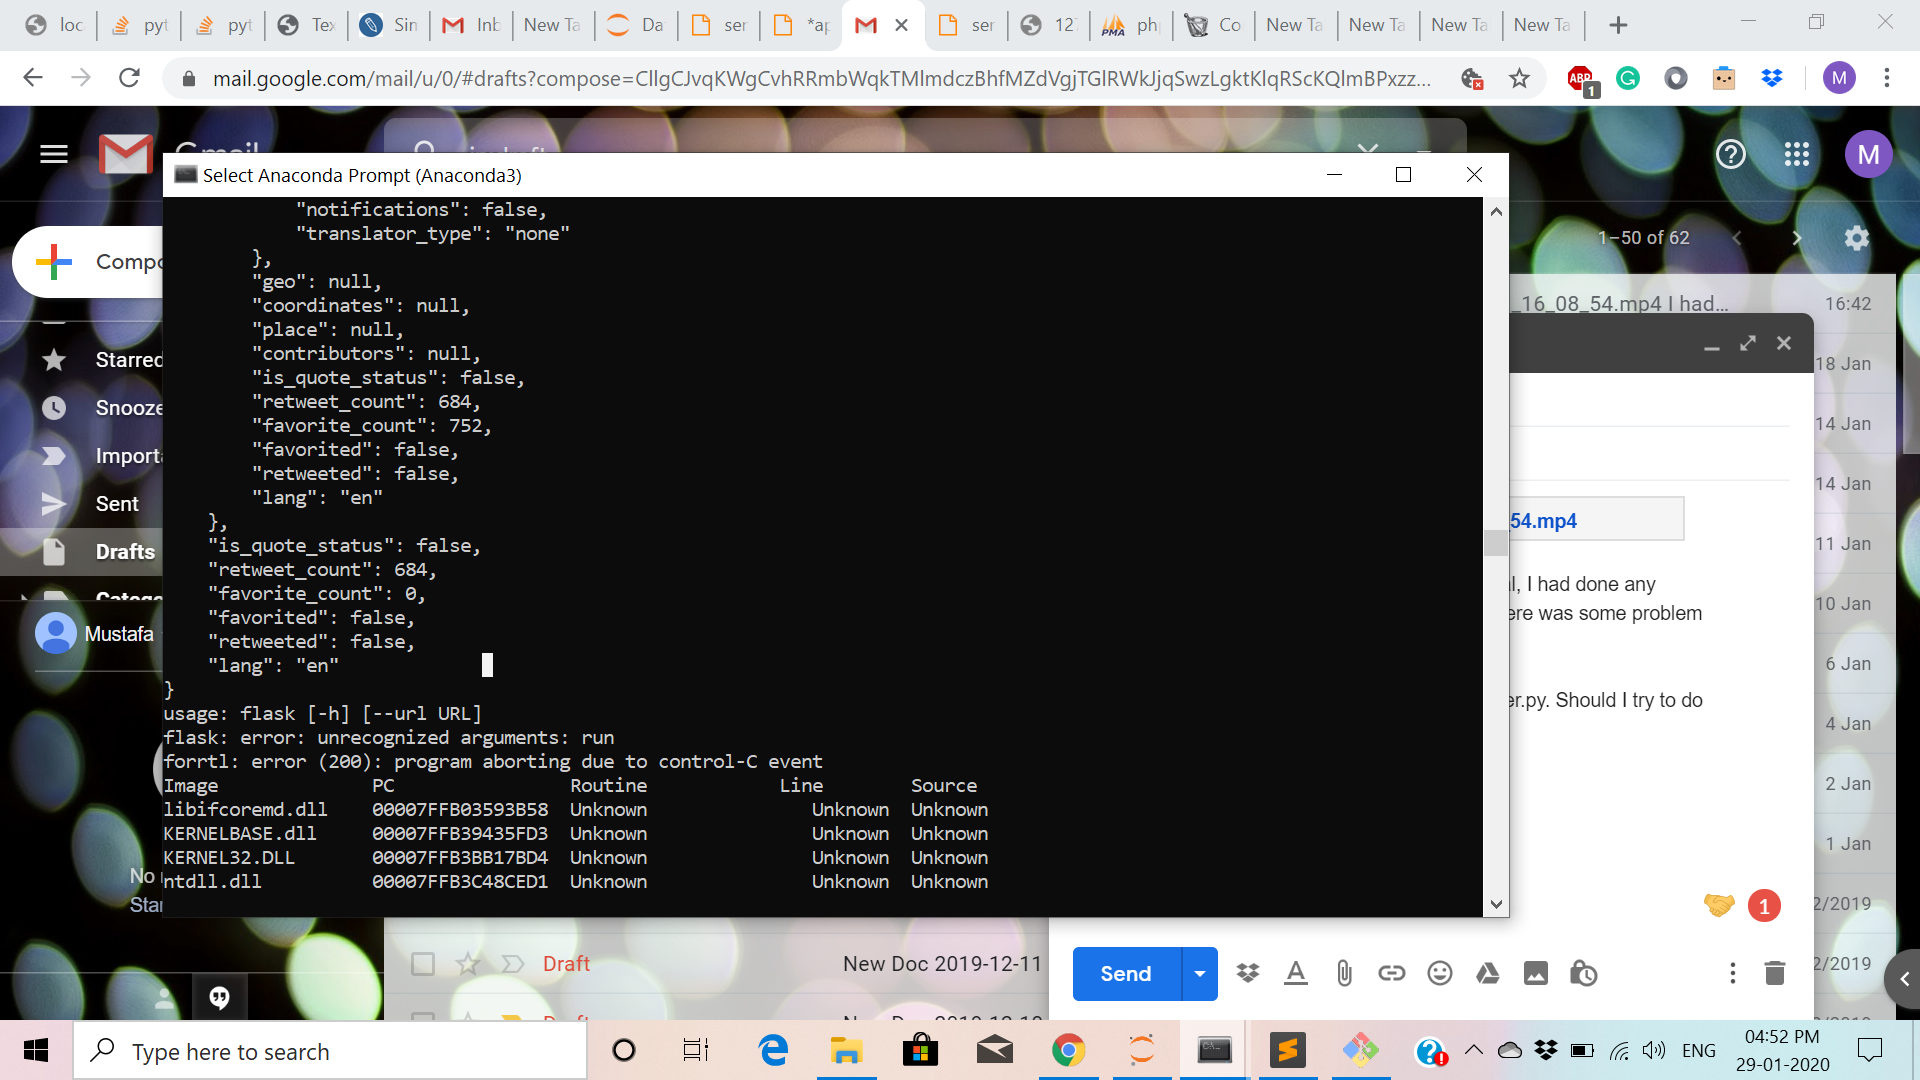 loc
pyt
pyt
Tex
Sim
Inb
New Ta
Da
ser
*ap
ser
12
ph
Co
New Ta
New Ta
New Ta
New Ta
mail.google.com/mail/u/0/#drafts?compose=CllgCJvqKWgCvhRRmbWqkTMlmdczBhfMZdVgjTGlRWkJjqSwzLgktKlqRScKQlmBPxzz...
ABP
1
M
Gmail
M
Select Anaconda Prompt (Anaconda3)
"notifications": false,
"translator_type": "none"
},
"geo": null,
"coordinates": null,
"place": null,
"contributors": null,
"is_quote_status": false,
"retweet_count": 684,
"favorite_count": 752,
"favorited": false,
"retweeted": false,
"lang": "en"
},
"is_quote_status": false,
"retweet_count": 684,
"favorite_count": 0,
"favorited": false,
"retweeted": false,
"lang": "en"
}
usage: flask [-h] [--url URL]
flask: error: unrecognized arguments: run
forrtl: error (200): program aborting due to control-C event
Image PC Routine Line Source
libifcoremd.dll 00007FFB03593B58 Unknown Unknown Unknown
KERNELBASE.dll 00007FFB39435FD3 Unknown Unknown Unknown
KERNEL32.DLL 00007FFB3BB17BD4 Unknown Unknown Unknown
ntdll.dll 00007FFB3C48CED1 Unknown Unknown Unknown
Compo
Starred
Snooze
Importa
Sent
Drafts
Catego
Mustafa
No
Star
1–50 of 62
_16_08_54.mp4 I had... 16:42
18 Jan
14 Jan
14 Jan
11 Jan
10 Jan
6 Jan
4 Jan
2 Jan
1 Jan
2/2019
2/2019
54.mp4
l, I had done any
ere was some problem
er.py. Should I try to do
1
Draft New Doc 2019-12-11
Send
Type here to search
ENG
04:52 PM
29-01-2020